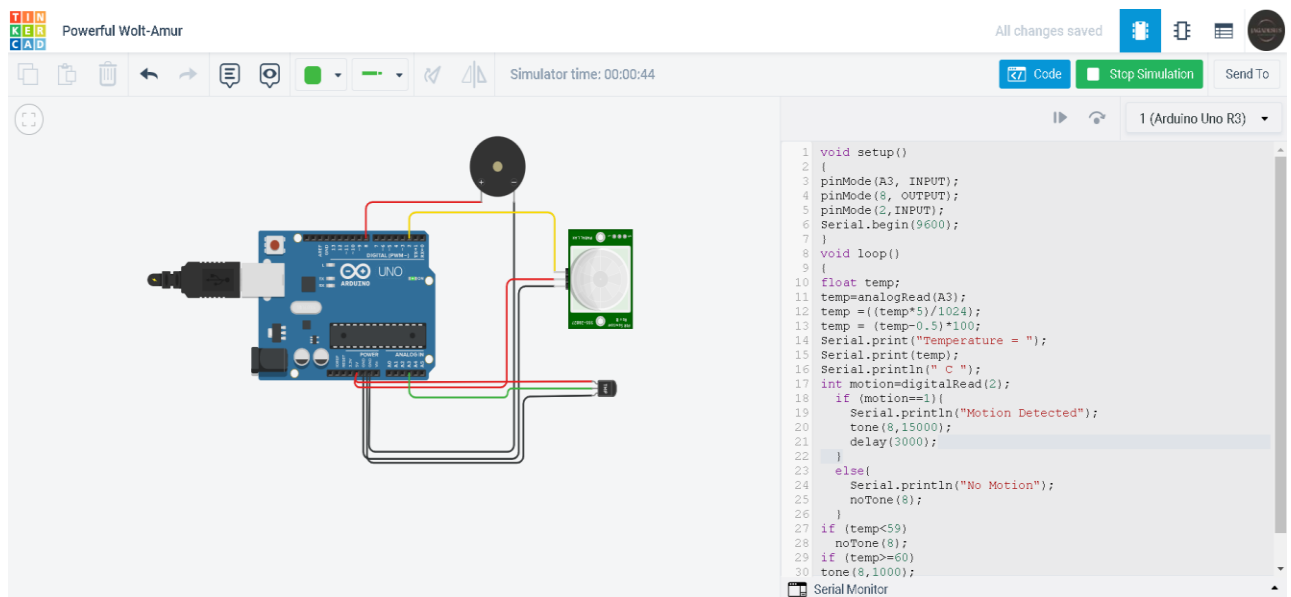 TIN
KER
CAD
Powerful Wolt-Amur
All changes saved
Simulator time: 00:00:44
Code
Stop Simulation
Send To
1 (Arduino Uno R3)
DIGITAL (PWM~)
UNO
ARDUINO
POWER
ANALOG IN
1 void setup()
2 {
3 pinMode(A3, INPUT);
4 pinMode(8, OUTPUT);
5 pinMode(2,INPUT);
6 Serial.begin(9600);
7 }
8 void loop()
9 {
10 float temp;
11 temp=analogRead(A3);
12 temp =((temp*5)/1024);
13 temp = (temp-0.5)*100;
14 Serial.print("Temperature = ");
15 Serial.print(temp);
16 Serial.println(" C ");
17 int motion=digitalRead(2);
18 if (motion==1){
19 Serial.println("Motion Detected");
20 tone(8,15000);
21 delay(3000);
22 }
23 else{
24 Serial.println("No Motion");
25 noTone(8);
26 }
27 if (temp<59)
28 noTone(8);
29 if (temp>=60)
30 tone(8,1000);
Serial Monitor